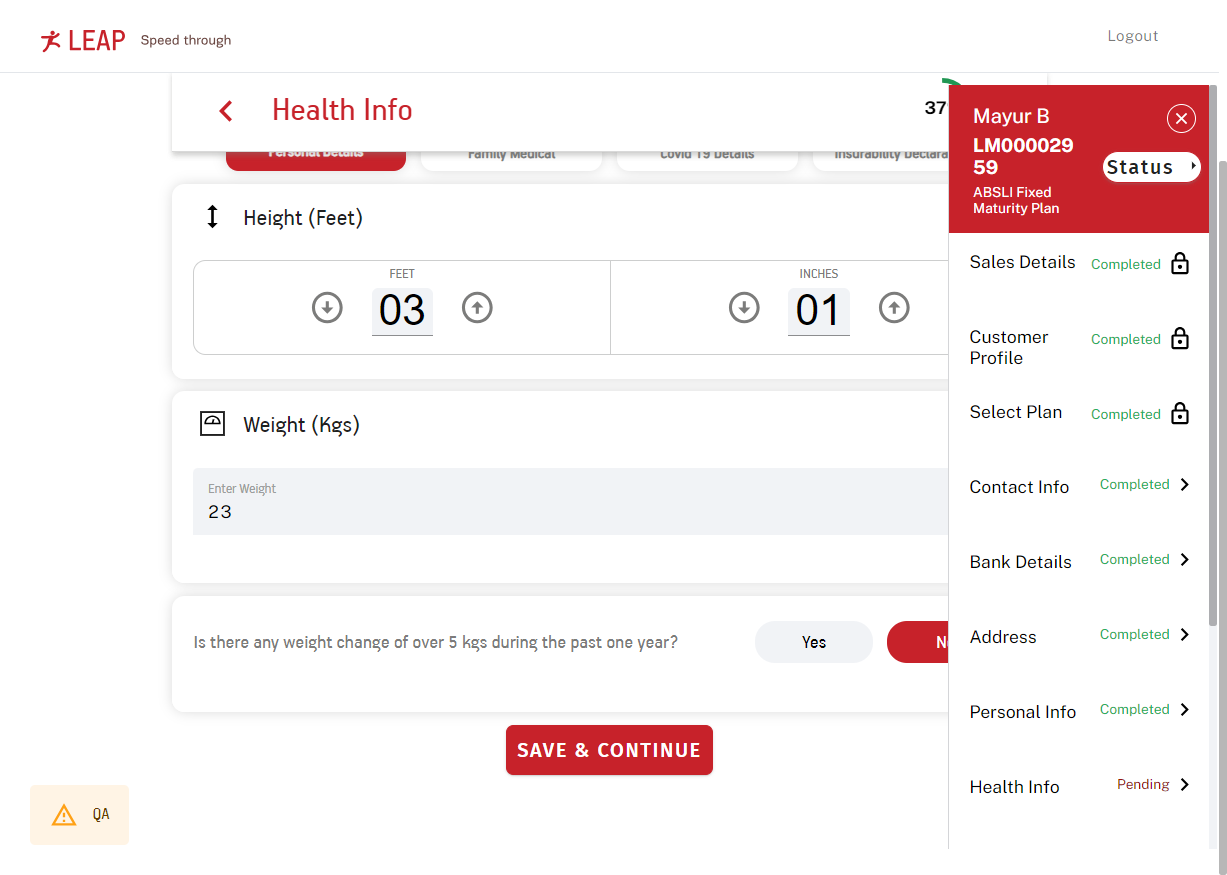 LEAP
Speed through
Logout
Health Info
37
Personal Details
Family Medical
Covid 19 Details
Insurability Declara
Height (Feet)
FEET
03
INCHES
01
Weight (Kgs)
Enter Weight
23
Is there any weight change of over 5 kgs during the past one year?
Yes
SAVE & CONTINUE
QA
Mayur B
LM000029
59
ABSLI Fixed
Maturity Plan
Status
Sales Details
Completed
Customer
Profile
Completed
Select Plan
Completed
Contact Info
Completed
Bank Details
Completed
Address
Completed
Personal Info
Completed
Health Info
Pending